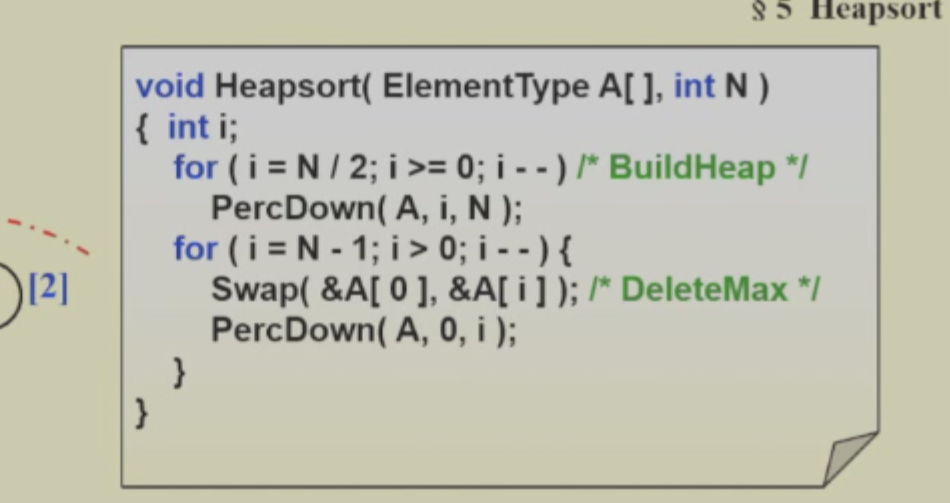 § 5 Heapsort
void Heapsort( ElementType A[ ], int N )
{ int i;
for ( i = N / 2; i >= 0; i - - ) /* BuildHeap */
PercDown( A, i, N );
for ( i = N - 1; i > 0; i - - ) {
[2]
Swap( &A[ 0 ], &A[ i ] ); /* DeleteMax */
PercDown( A, 0, i );
}
}